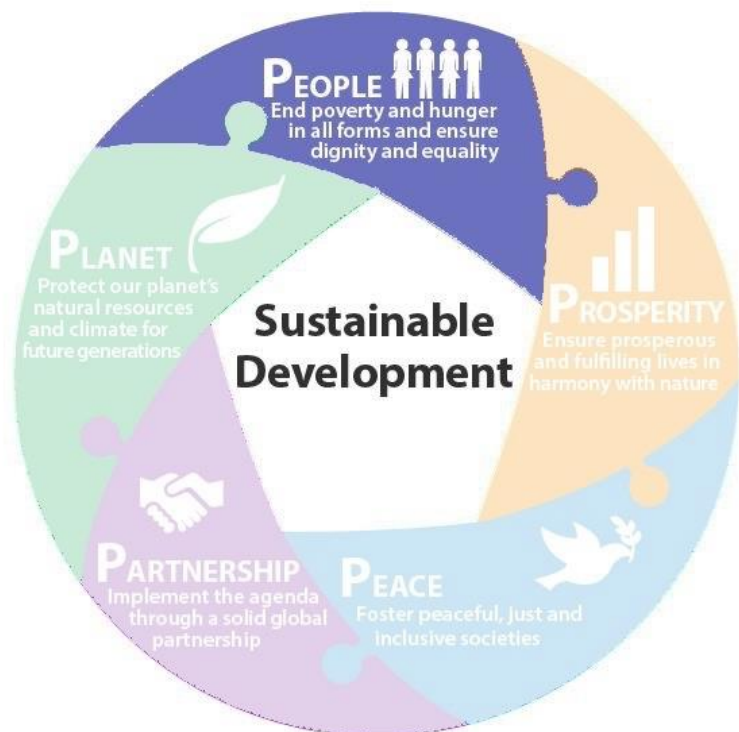 PEOPLE
End poverty and hunger
in all forms and ensure
dignity and equality
PROSPERITY
Ensure prosperous
and fulfilling lives in
harmony with nature
PEACE
Foster peaceful, just and
inclusive societies
PARTNERSHIP
Implement the agenda
through a solid global
partnership
PLANET
Protect our planet's
natural resources
and climate for
future generations
Sustainable
Development